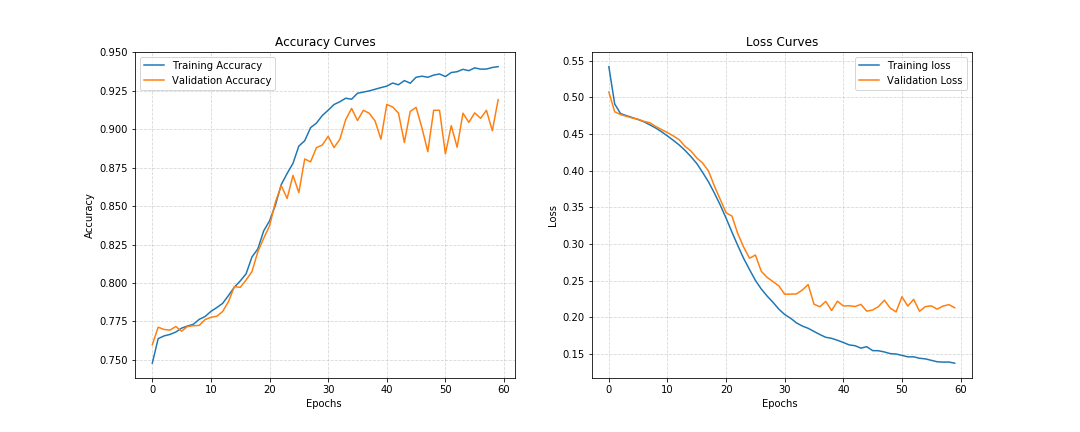 Accuracy Curves
Training Accuracy
Validation Accuracy
0.950
0.925
0.900
0.875
0.850
0.825
0.800
0.775
0.750
Accuracy
0 10 20 30 40 50 60
Epochs
Loss Curves
Training loss
Validation Loss
0.55
0.50
0.45
0.40
0.35
0.30
0.25
0.20
0.15
Loss
0 10 20 30 40 50 60
Epochs